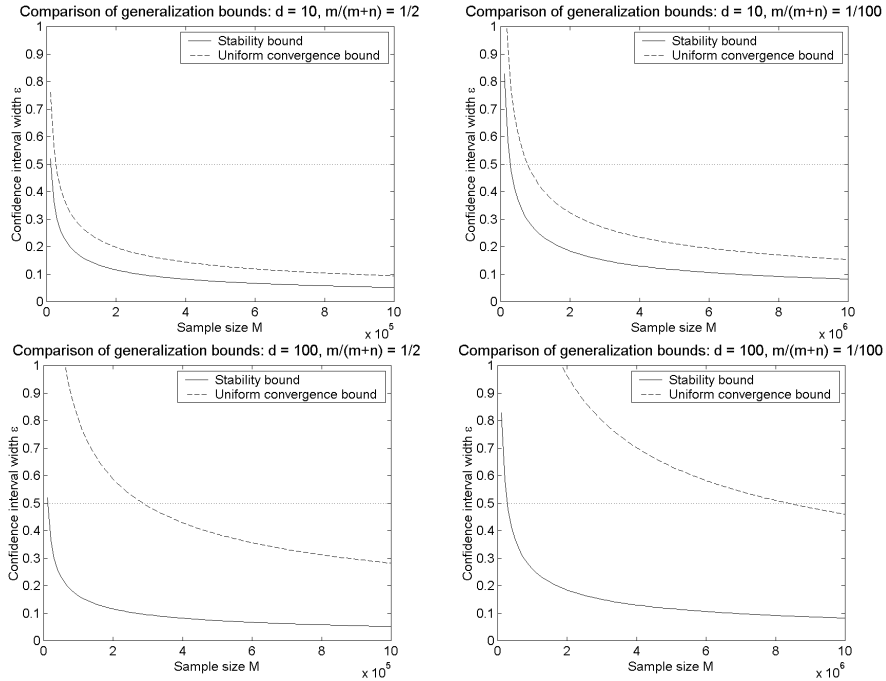 Comparison of generalization bounds: d = 10, m/(m+n) = 1/2
1
0.9
0.8
0.7
0.6
0.5
0.4
0.3
0.2
0.1
0
Confidence interval width ε
Stability bound
Uniform convergence bound
0 2 4 6 8 10
Sample size M
x 10^5
Comparison of generalization bounds: d = 10, m/(m+n) = 1/100
1
0.9
0.8
0.7
0.6
0.5
0.4
0.3
0.2
0.1
0
Confidence interval width ε
Stability bound
Uniform convergence bound
0 2 4 6 8 10
Sample size M
x 10^6
Comparison of generalization bounds: d = 100, m/(m+n) = 1/2
1
0.9
0.8
0.7
0.6
0.5
0.4
0.3
0.2
0.1
0
Confidence interval width ε
Stability bound
Uniform convergence bound
0 2 4 6 8 10
Sample size M
x 10^5
Comparison of generalization bounds: d = 100, m/(m+n) = 1/100
1
0.9
0.8
0.7
0.6
0.5
0.4
0.3
0.2
0.1
0
Confidence interval width ε
Stability bound
Uniform convergence bound
0 2 4 6 8 10
Sample size M
x 10^6